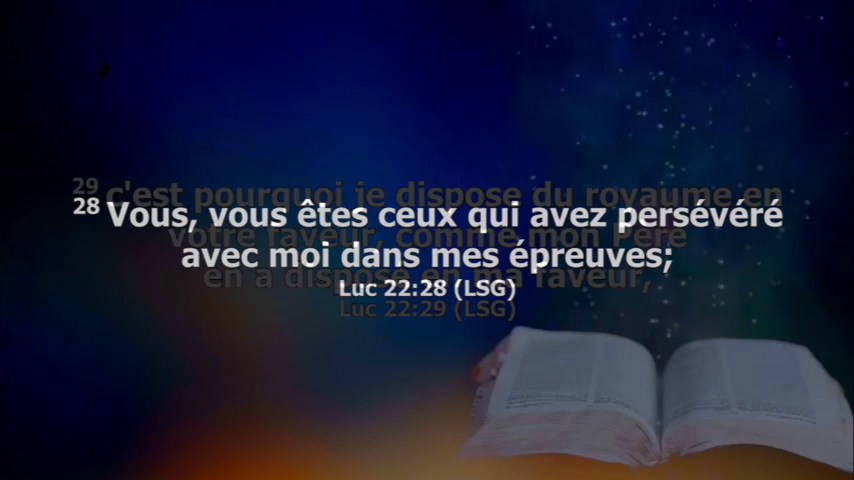 28 Vous, vous êtes ceux qui avez persévéré
avec moi dans mes épreuves;
Luc 22:28 (LSG)
29 c'est pourquoi je dispose du royaume en
votre faveur, comme mon Père
en a disposé en ma faveur,
Luc 22:29 (LSG)